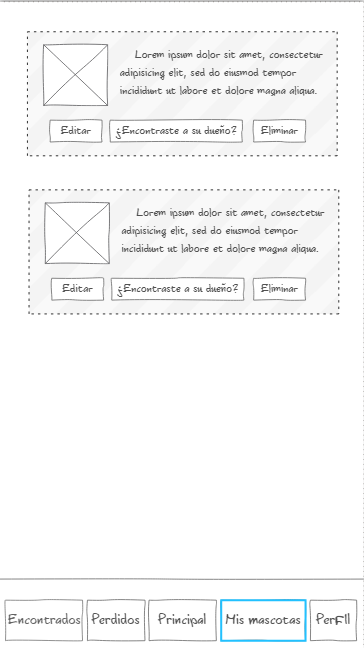 Lorem ipsum dolor sit amet, consectetur
adipisicing elit, sed do eiusmod tempor
incididunt ut labore et dolore magna aliqua.
Editar ¿Encontraste a su dueño? Eliminar
Lorem ipsum dolor sit amet, consectetur
adipisicing elit, sed do eiusmod tempor
incididunt ut labore et dolore magna aliqua.
Editar ¿Encontraste a su dueño? Eliminar
Encontrados Perdidos Principal Mis mascotas Perfil